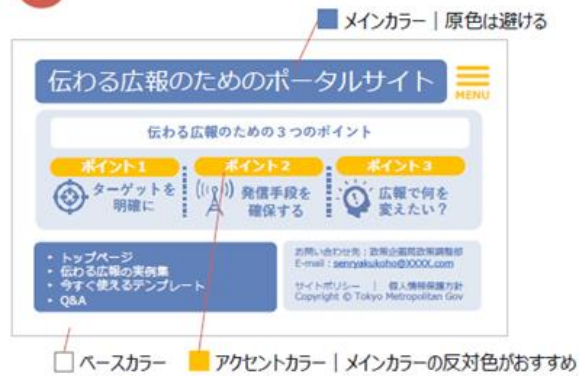 メインカラー｜原色は避ける
伝わる広報のためのポータルサイト
MENU
伝わる広報のための３つのポイント
ポイント１
ポイント２
ポイント３
ターゲットを
明確に
発信手段を
確保する
広報で何を
変えたい？
・ トップページ
・ 伝わる広報の実例集
・ 今すぐ使えるテンプレート
・ Q&A
お問い合わせ先：政策企画局政策調整部
E-mail：senryakukoho@XXXX.com
サイトポリシー ｜ 個人情報保護方針
Copyright © Tokyo Metropolitan Gov
ベースカラー
アクセントカラー｜メインカラーの反対色がおすすめ